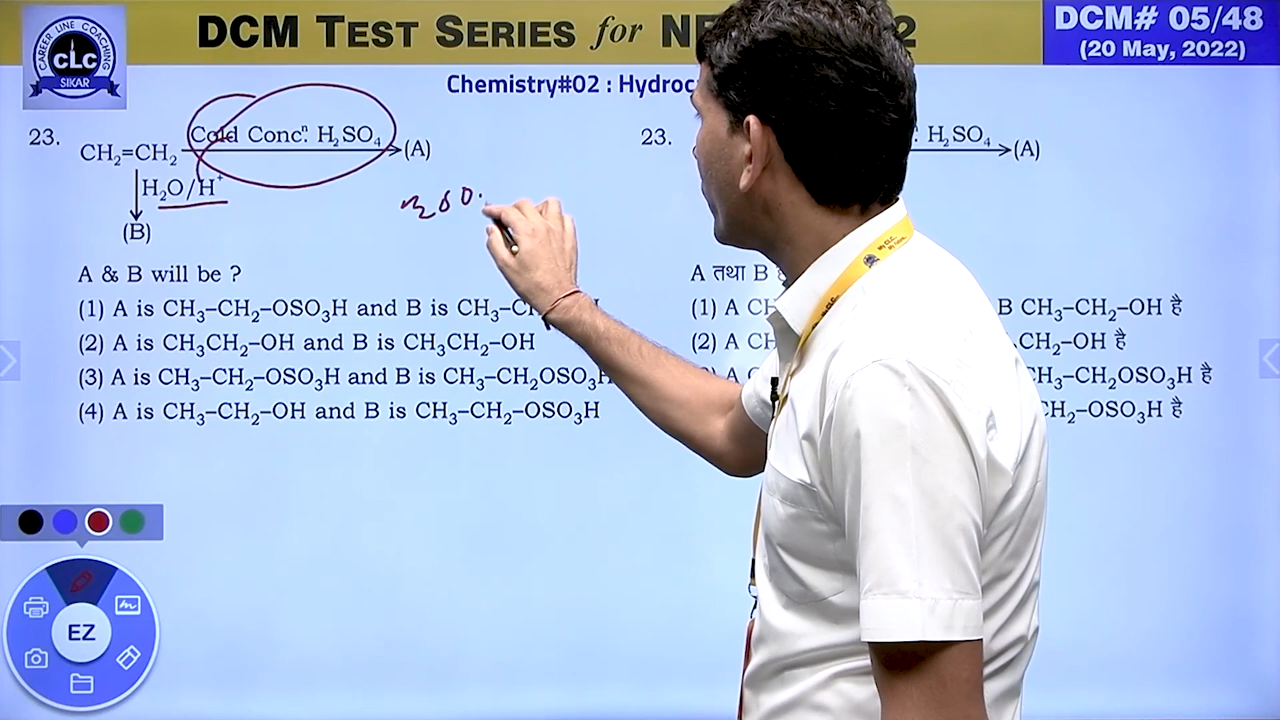 CAREER LINE COACHING
CLC
SIKAR
DCM TEST SERIES for NE 2
DCM# 05/48
(20 May, 2022)
Chemistry#02 : Hydroc
23. CH₂=CH₂ Cold Concⁿ. H₂SO₄ (A)
H₂O/H⁺
(B)
A & B will be ?
(1) A is CH₃–CH₂–OSO₃H and B is CH₃–CH H
(2) A is CH₃CH₂–OH and B is CH₃CH₂–OH
(3) A is CH₃–CH₂–OSO₃H and B is CH₃–CH₂OSO₃H
(4) A is CH₃–CH₂–OH and B is CH₃–CH₂–OSO₃H
23. H₂SO₄ (A)
A तथा B
(1) A CH B CH₃–CH₂–OH है
(2) A CH CH₂–OH है
H₃–CH₂OSO₃H है
CH₂–OSO₃H है
My CLC..
EZ